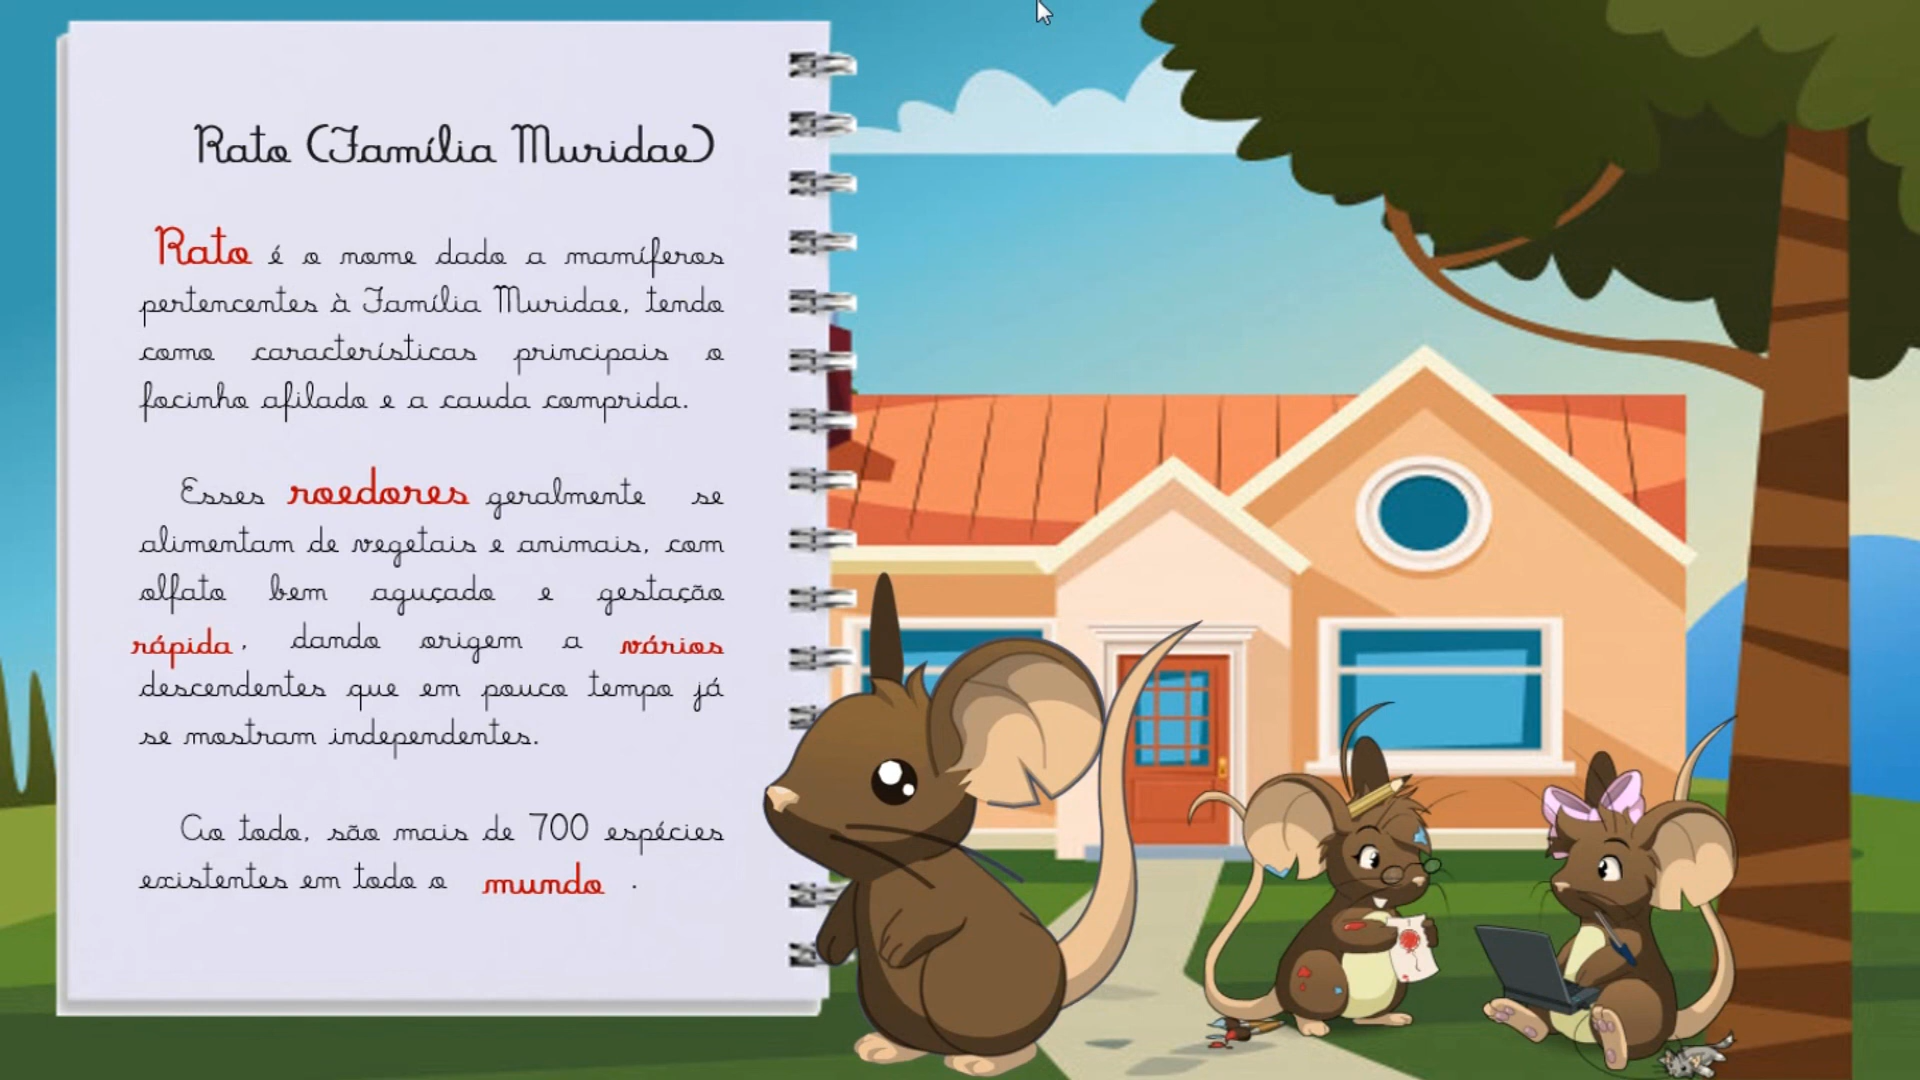 Rato (Família Muridae)
Rato é o nome dado a mamíferos
pertencentes à Família Muridae, tendo
como características principais o
focinho afilado e a cauda comprida.
Esses roedores geralmente se
alimentam de vegetais e animais, com
olfato bem aguçado e gestação
rápida, dando origem a vários
descendentes que em pouco tempo já
se mostram independentes.
Ao todo, são mais de 700 espécies
existentes em todo o mundo .